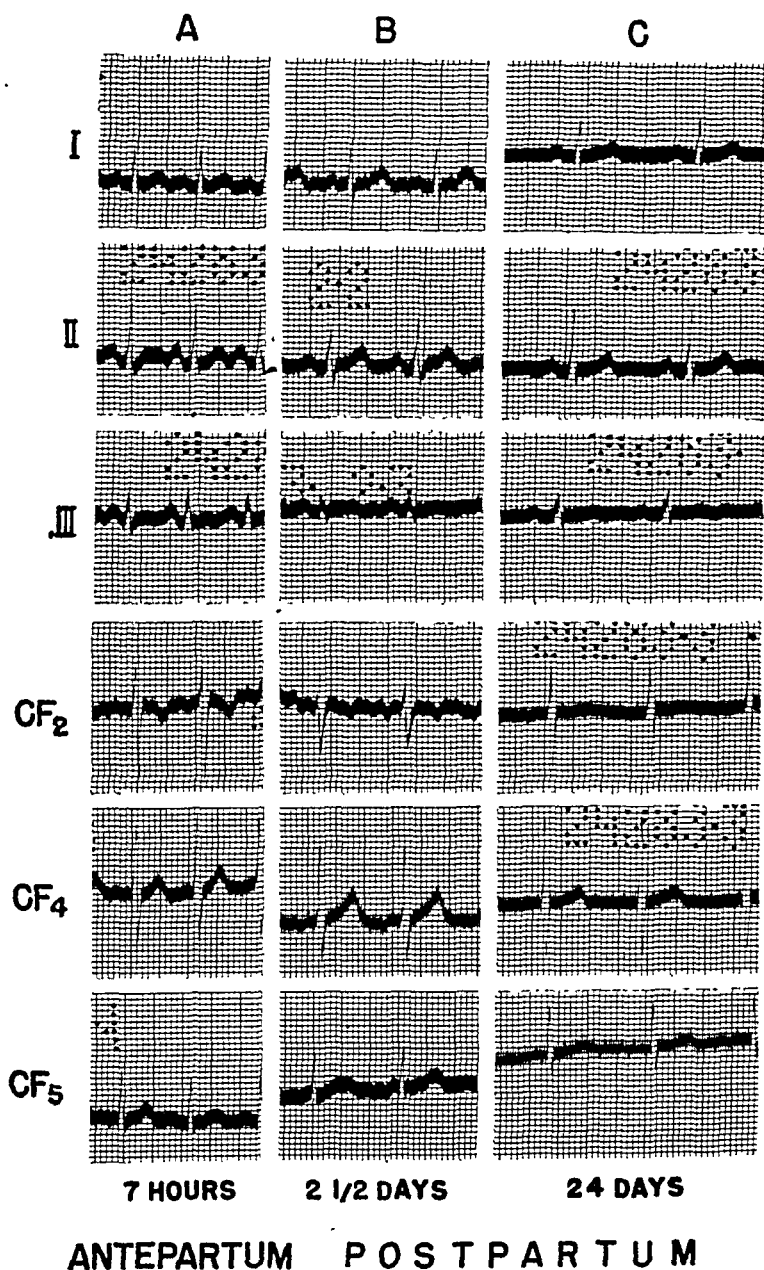 A B C
I
II
III
CF2
CF4
CF5
7 HOURS 2 1/2 DAYS 24 DAYS
ANTEPARTUM POSTPARTUM